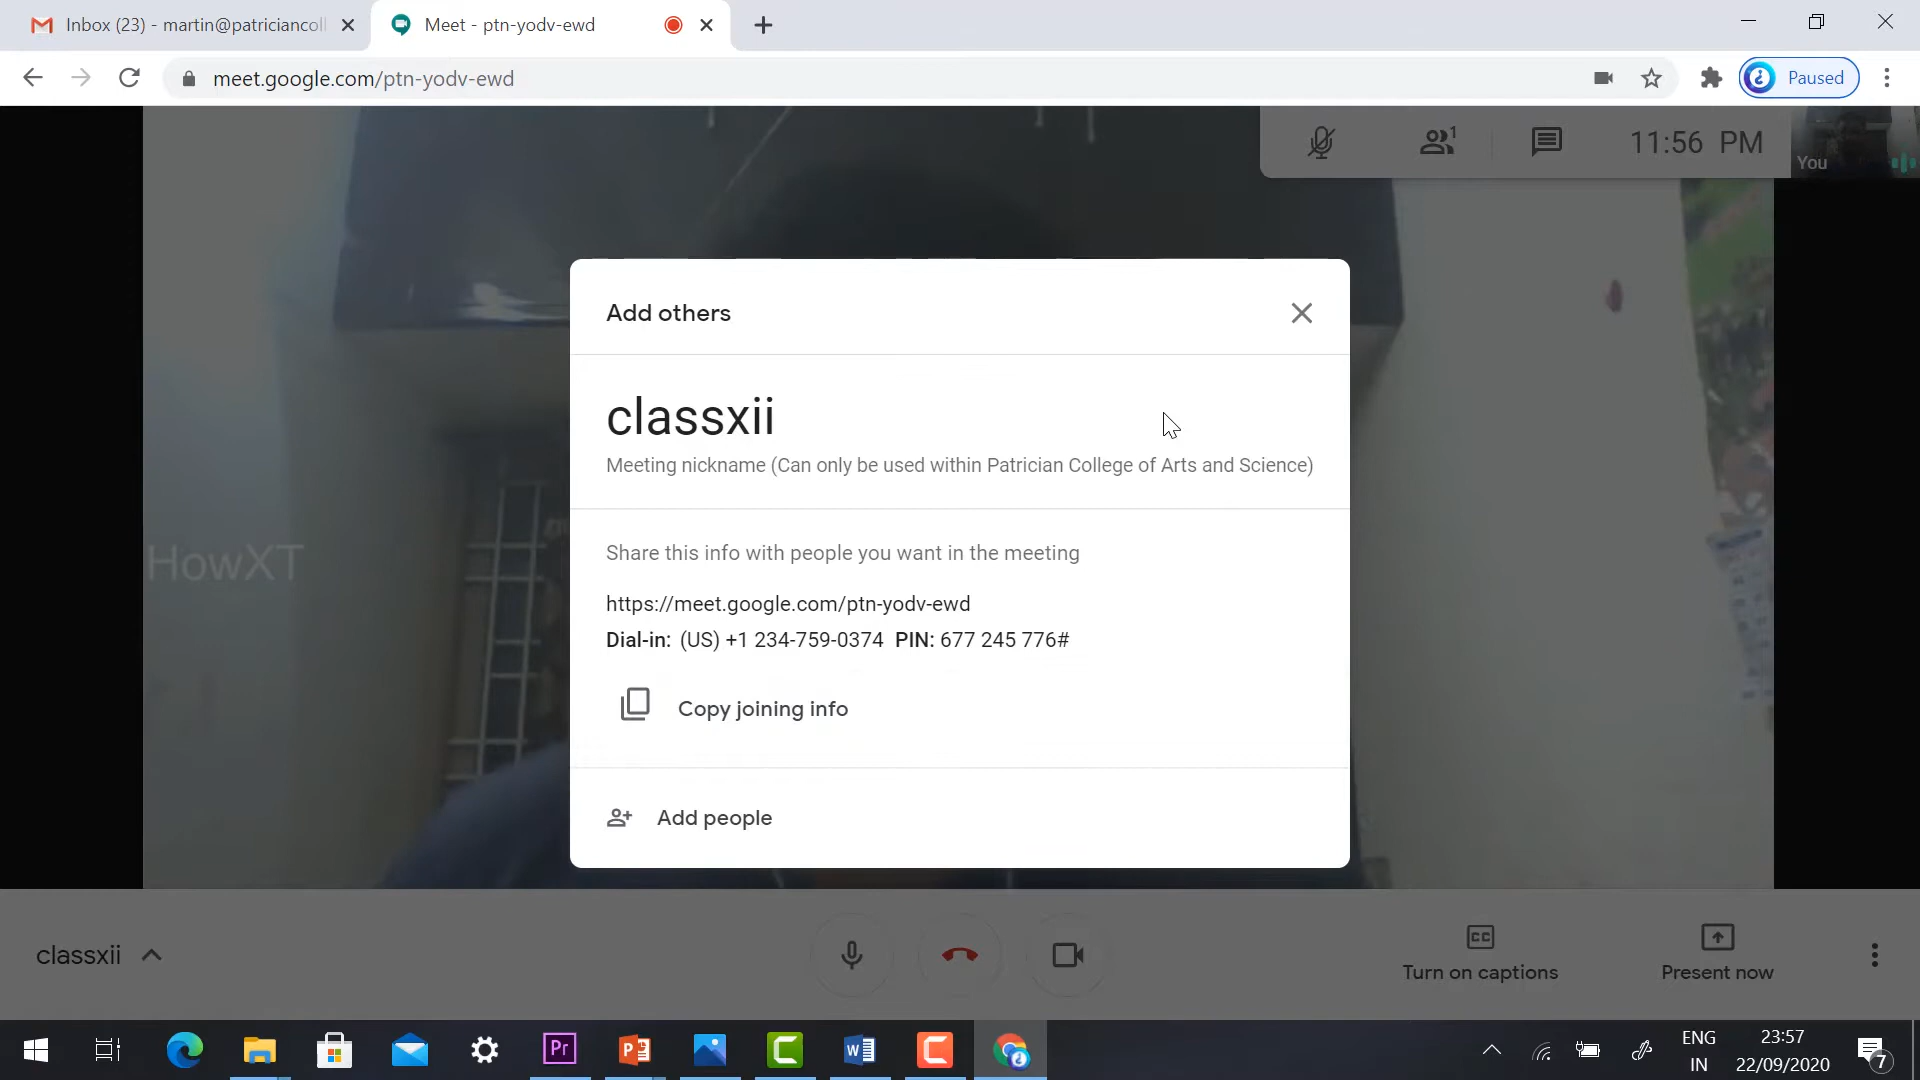 Inbox (23) - martin@patriciancoll
Meet - ptn-yodv-ewd
meet.google.com/ptn-yodv-ewd
Paused
1
11:56 PM
You
Add others
classxii
Meeting nickname (Can only be used within Patrician College of Arts and Science)
HowXT
Share this info with people you want in the meeting
https://meet.google.com/ptn-yodv-ewd
Dial-in: (US) +1 234-759-0374 PIN: 677 245 776#
Copy joining info
Add people
classxii
CC
Turn on captions
Present now
Pr
ENG
IN
23:57
22/09/2020
7